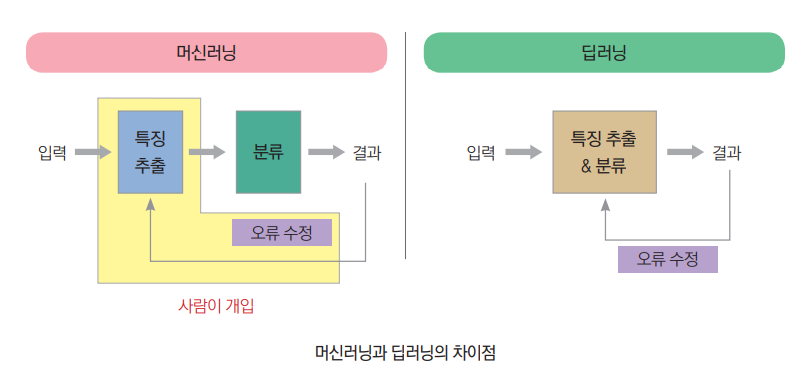 머신러닝
딥러닝
입력
특징
추출
분류
결과
오류 수정
사람이 개입
입력
특징 추출
& 분류
결과
오류 수정
머신러닝과 딥러닝의 차이점